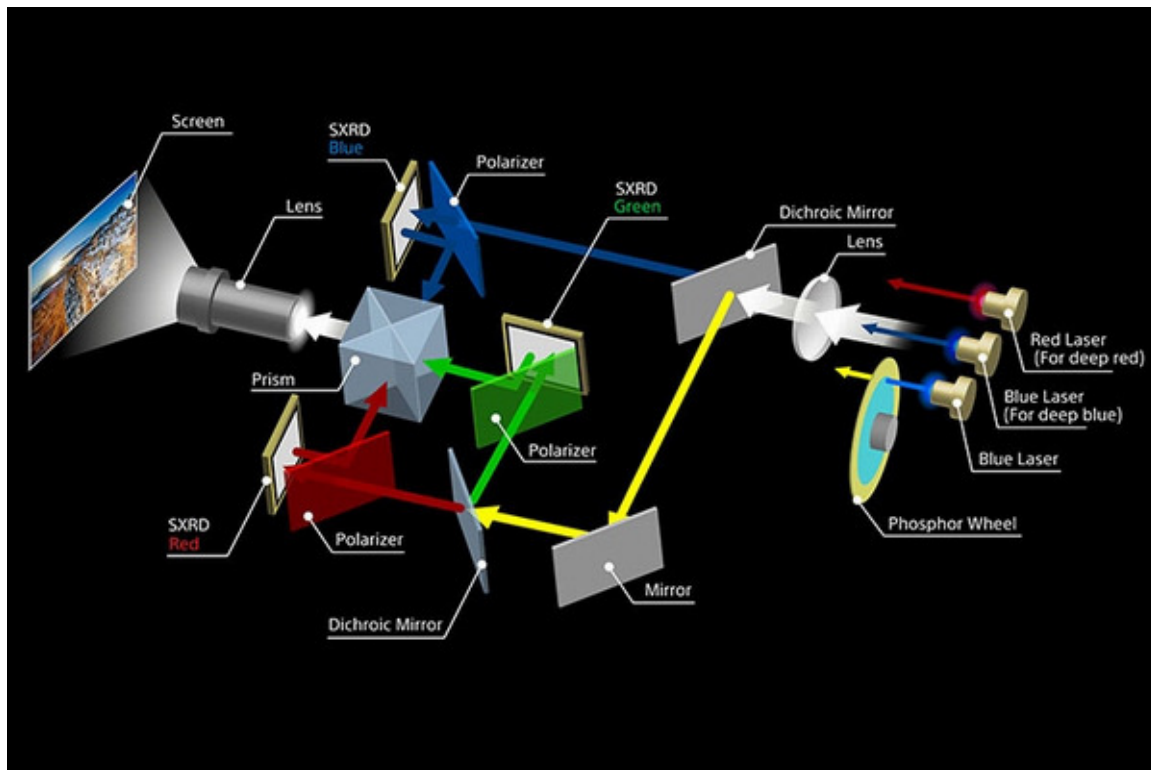 Screen
SXRD
Blue
Polarizer
SXRD
Green
Lens
Dichroic Mirror
Lens
Red Laser
(For deep red)
Prism
Blue Laser
(For deep blue)
Polarizer
Blue Laser
SXRD
Red
Polarizer
Phosphor Wheel
Mirror
Dichroic Mirror